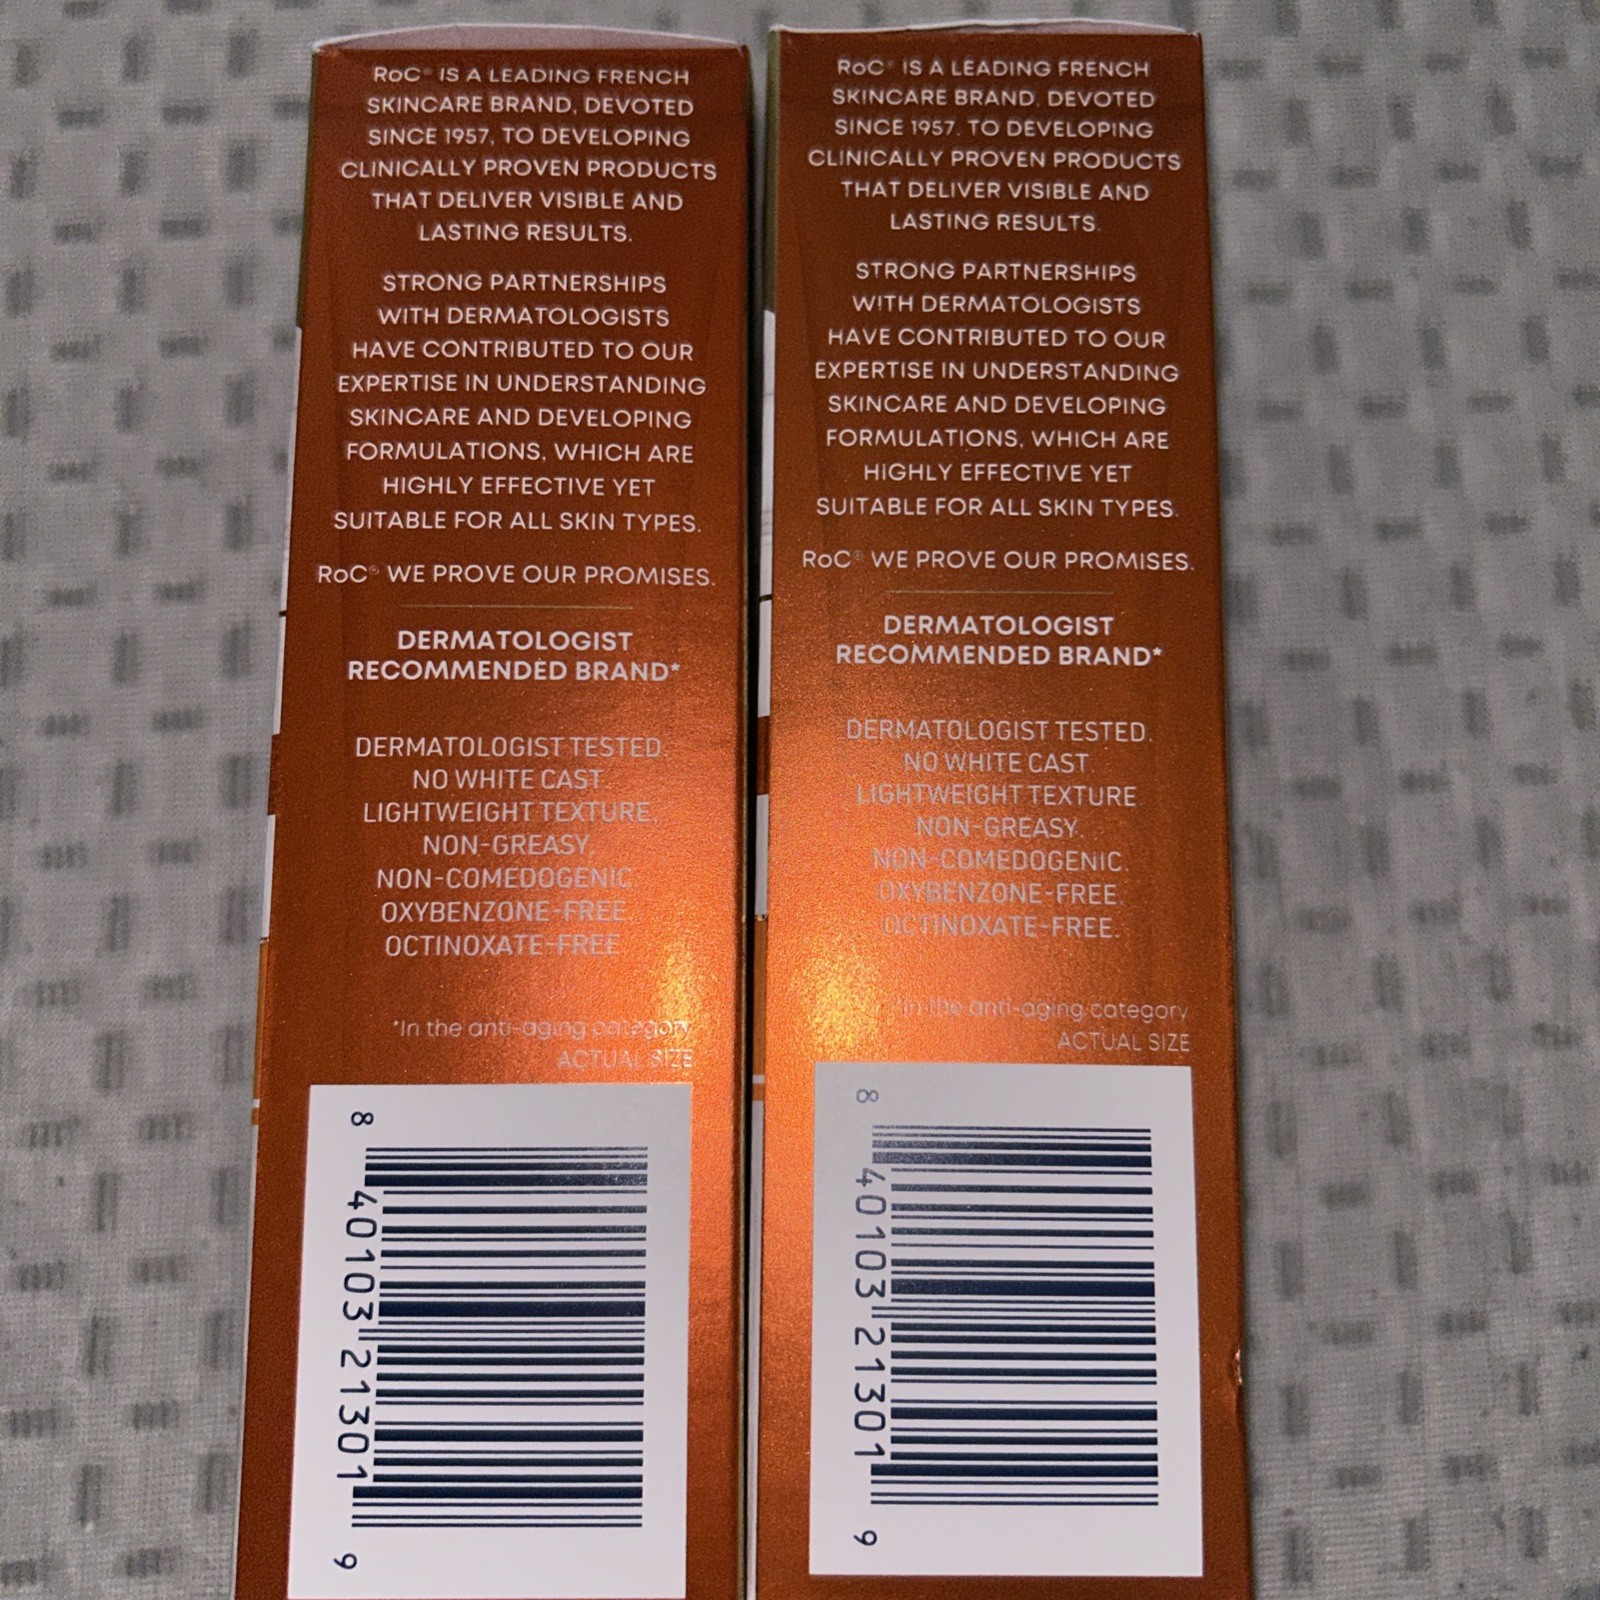 RoC® IS A LEADING FRENCH
SKINCARE BRAND, DEVOTED
SINCE 1957, TO DEVELOPING
CLINICALLY PROVEN PRODUCTS
THAT DELIVER VISIBLE AND
LASTING RESULTS.
STRONG PARTNERSHIPS
WITH DERMATOLOGISTS
HAVE CONTRIBUTED TO OUR
EXPERTISE IN UNDERSTANDING
SKINCARE AND DEVELOPING
FORMULATIONS, WHICH ARE
HIGHLY EFFECTIVE YET
SUITABLE FOR ALL SKIN TYPES.
RoC® WE PROVE OUR PROMISES.
DERMATOLOGIST
RECOMMENDED BRAND*
DERMATOLOGIST TESTED.
NO WHITE CAST.
LIGHTWEIGHT TEXTURE.
NON-GREASY.
NON-COMEDOGENIC.
OXYBENZONE-FREE.
OCTINOXATE-FREE.
*In the anti-aging category
ACTUAL SIZE
8 40103 21301 9
RoC® IS A LEADING FRENCH
SKINCARE BRAND, DEVOTED
SINCE 1957, TO DEVELOPING
CLINICALLY PROVEN PRODUCTS
THAT DELIVER VISIBLE AND
LASTING RESULTS.
STRONG PARTNERSHIPS
WITH DERMATOLOGISTS
HAVE CONTRIBUTED TO OUR
EXPERTISE IN UNDERSTANDING
SKINCARE AND DEVELOPING
FORMULATIONS, WHICH ARE
HIGHLY EFFECTIVE YET
SUITABLE FOR ALL SKIN TYPES.
RoC® WE PROVE OUR PROMISES.
DERMATOLOGIST
RECOMMENDED BRAND*
DERMATOLOGIST TESTED.
NO WHITE CAST.
LIGHTWEIGHT TEXTURE.
NON-GREASY.
NON-COMEDOGENIC.
OXYBENZONE-FREE.
OCTINOXATE-FREE.
*In the anti-aging category
ACTUAL SIZE
8 40103 21301 9